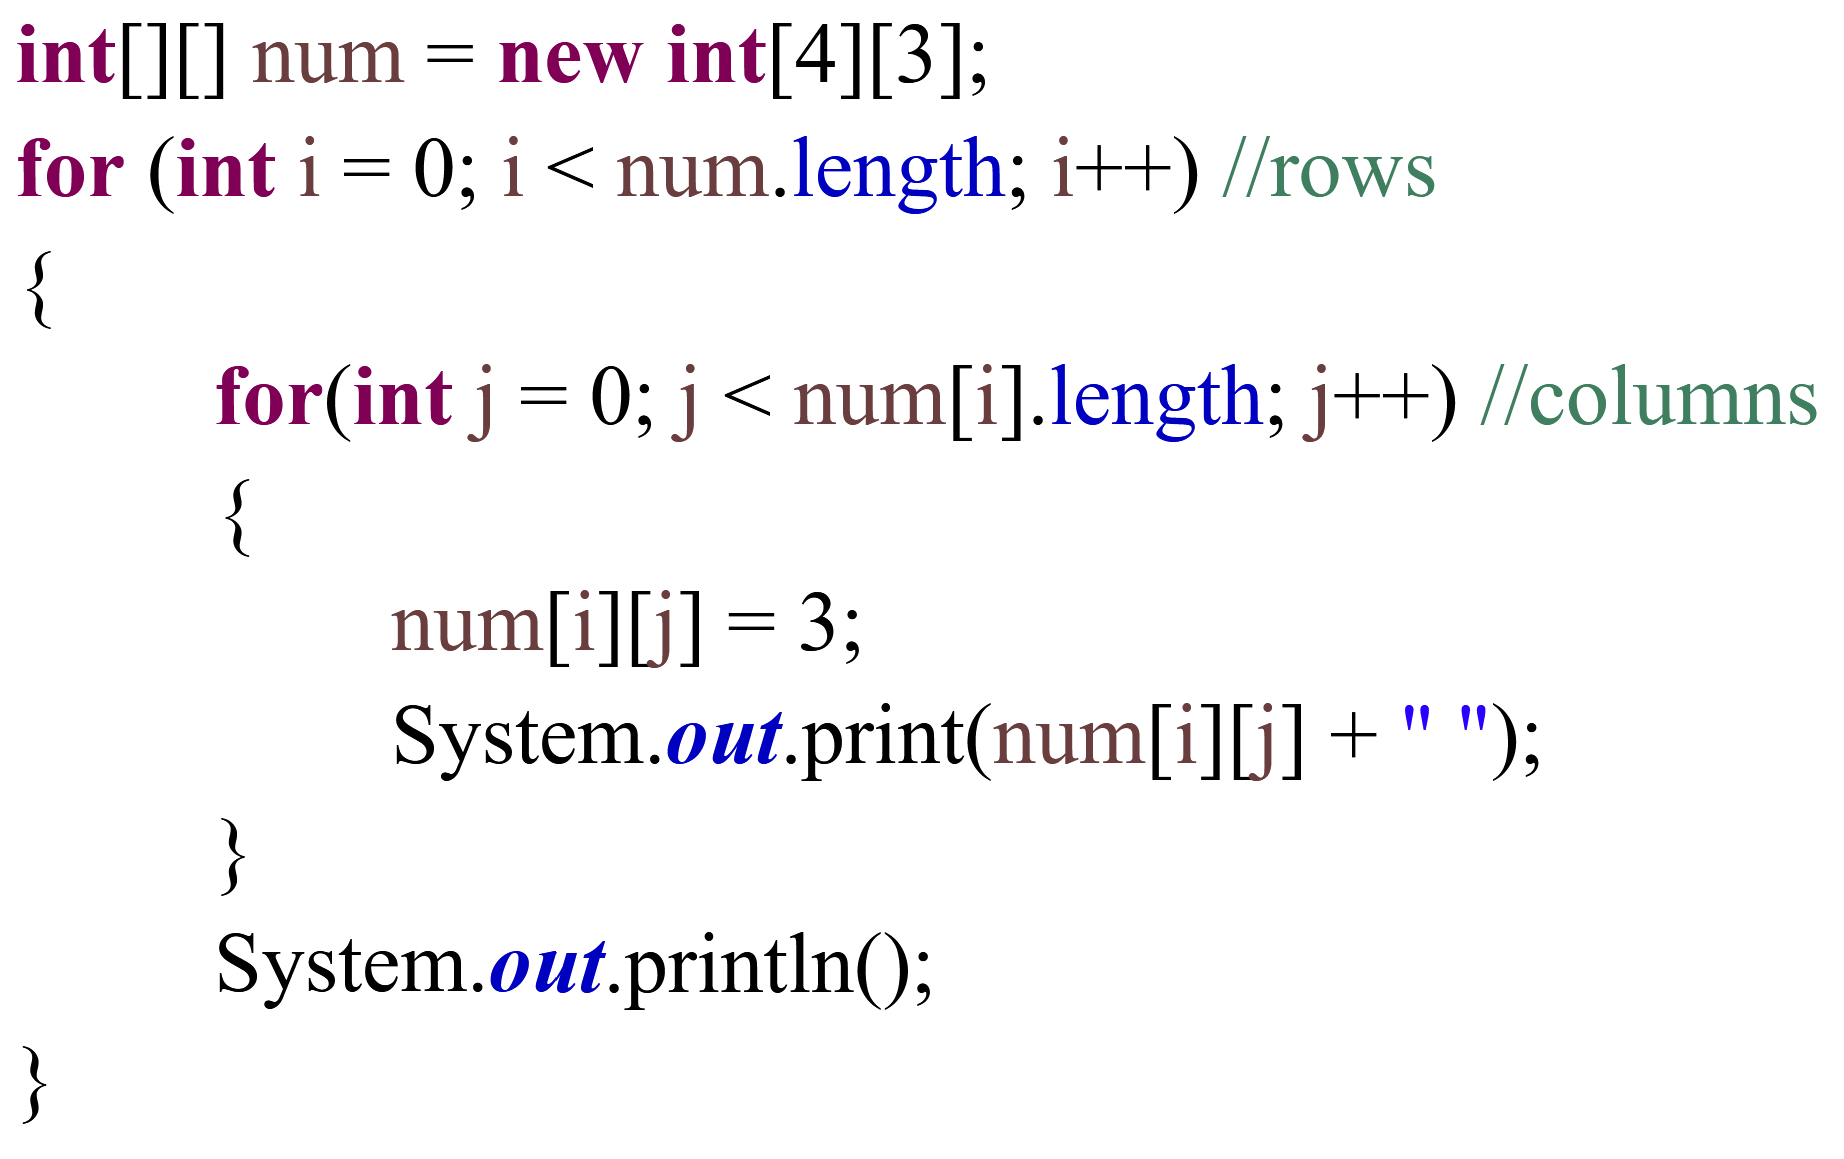 int[][] num = new int[4][3];
for (int i = 0; i < num.length; i++) //rows
{
for(int j = 0; j < num[i].length; j++) //columns
{
num[i][j] = 3;
System.out.print(num[i][j] + " ");
}
System.out.println();
}